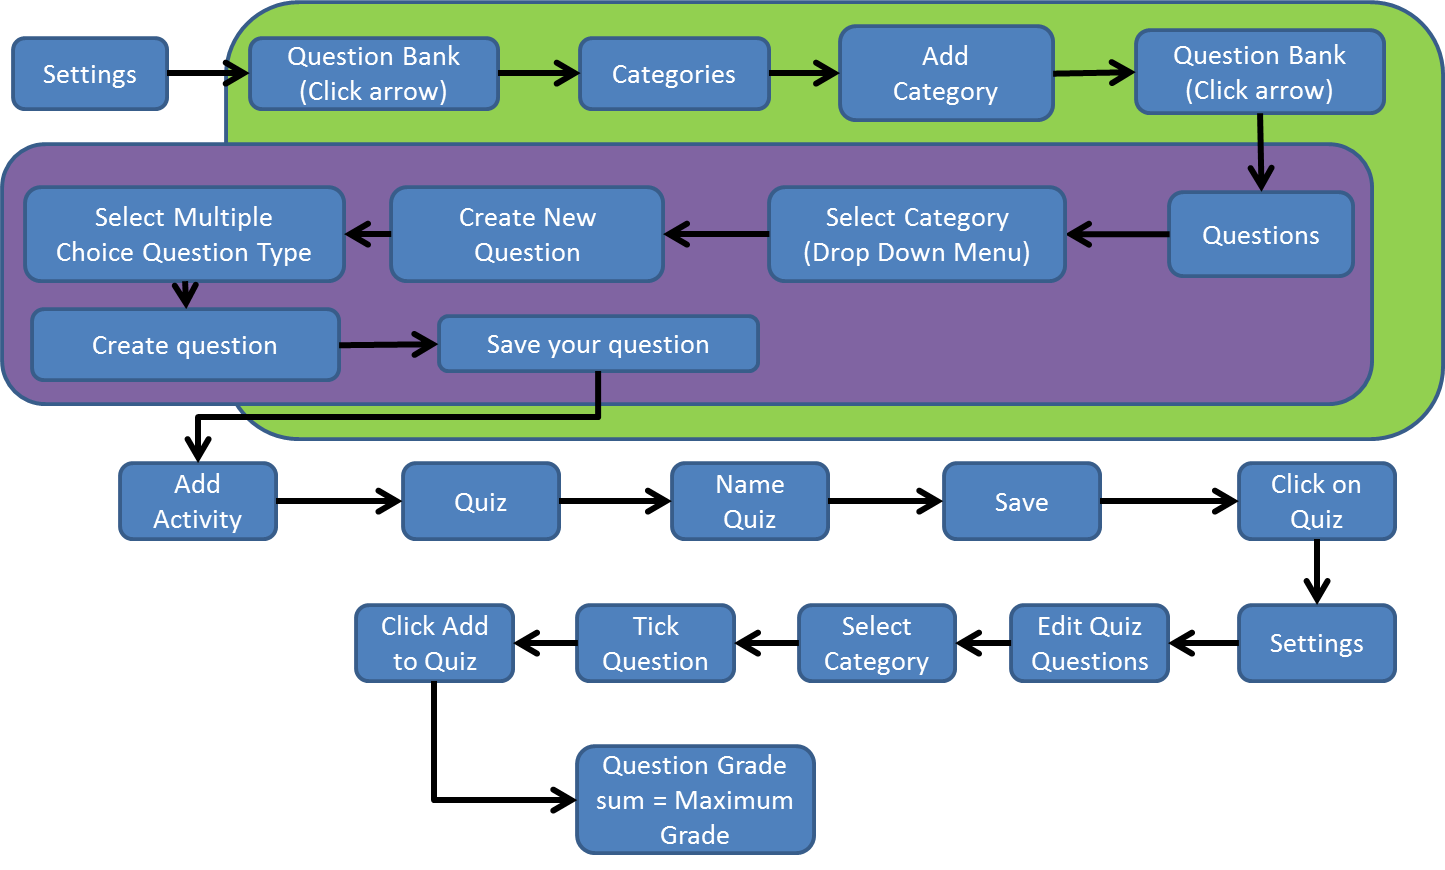 Settings
Question Bank
(Click arrow)
Categories
Add
Category
Question Bank
(Click arrow)
Questions
Select Category
(Drop Down Menu)
Create New
Question
Select Multiple
Choice Question Type
Create question
Save your question
Add
Activity
Quiz
Name
Quiz
Save
Click on
Quiz
Settings
Edit Quiz
Questions
Select
Category
Tick
Question
Click Add
to Quiz
Question Grade
sum = Maximum
Grade